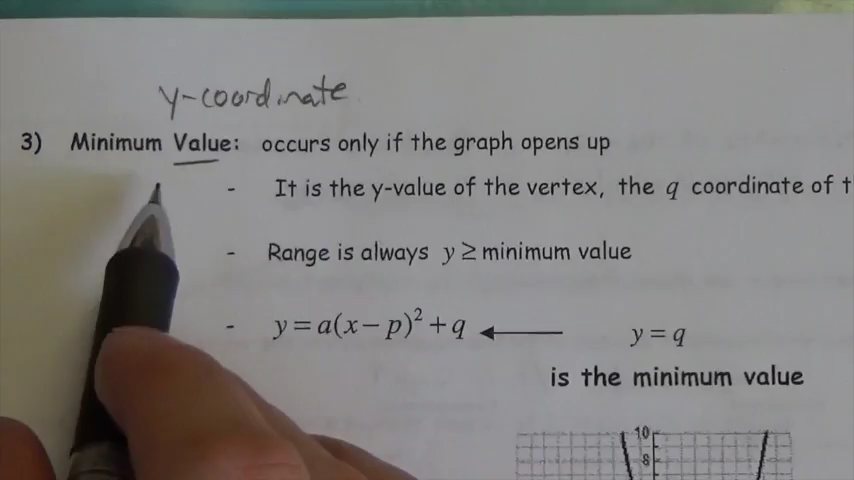 y-coordinate
3) Minimum Value: occurs only if the graph opens up
- It is the y-value of the vertex, the q coordinate of t
- Range is always y ≥ minimum value
- y = a(x − p)² + q y = q
is the minimum value
10
8